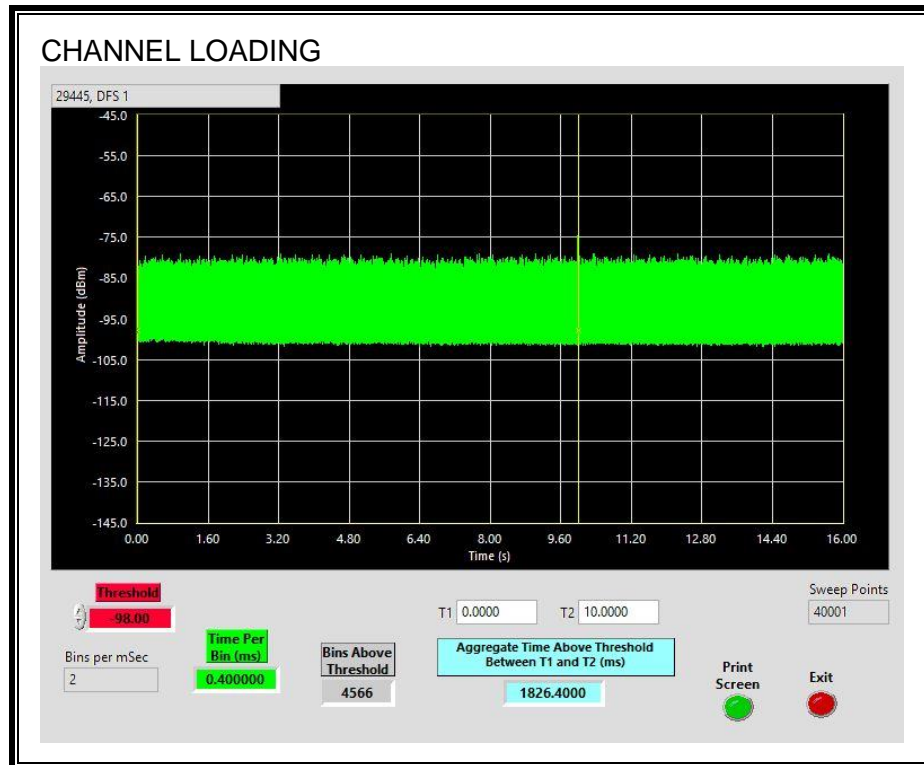 CHANNEL LOADING
29445, DFS 1
-45.0
-55.0
-65.0
-75.0
-85.0
-95.0
-105.0
-115.0
-125.0
-135.0
-145.0
Amplitude (dBm)
0.00 1.60 3.20 4.80 6.40 8.00 9.60 11.20 12.80 14.40 16.00
Time (s)
Threshold
-98.00
Bins per mSec
2
Time Per
Bin (ms)
0.400000
Bins Above
Threshold
4566
T1 0.0000 T2 10.0000
Aggregate Time Above Threshold
Between T1 and T2 (ms)
1826.4000
Sweep Points
40001
Print
Screen
Exit